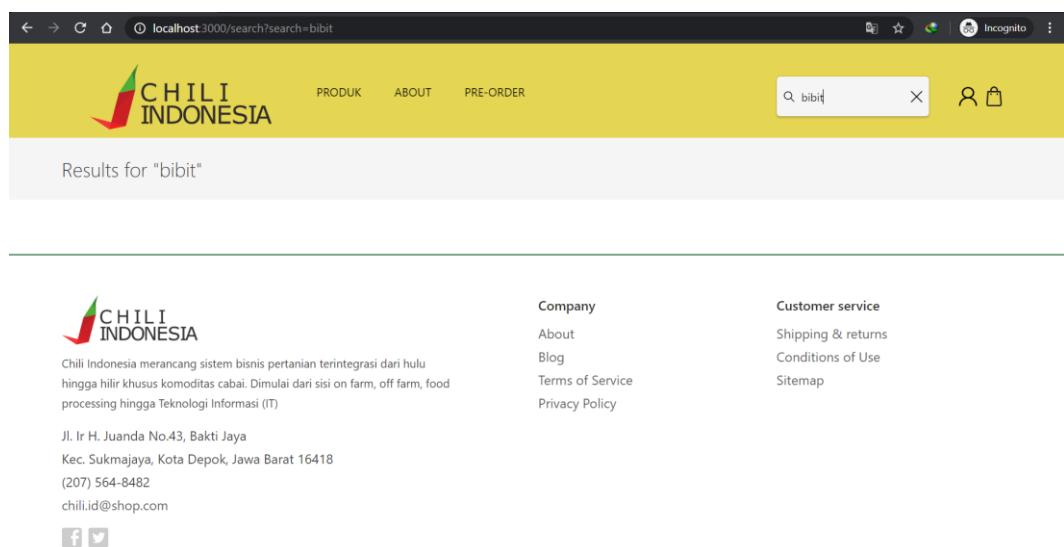 localhost:3000/search?search=bibit
Incognito
CHILI
INDONESIA
PRODUK ABOUT PRE-ORDER
bibit
Results for "bibit"
CHILI
INDONESIA
Chili Indonesia merancang sistem bisnis pertanian terintegrasi dari hulu
hingga hilir khusus komoditas cabai. Dimulai dari sisi on farm, off farm, food
processing hingga Teknologi Informasi (IT)
Jl. Ir H. Juanda No.43, Bakti Jaya
Kec. Sukmajaya, Kota Depok, Jawa Barat 16418
(207) 564-8482
chili.id@shop.com
Company
About
Blog
Terms of Service
Privacy Policy
Customer service
Shipping & returns
Conditions of Use
Sitemap